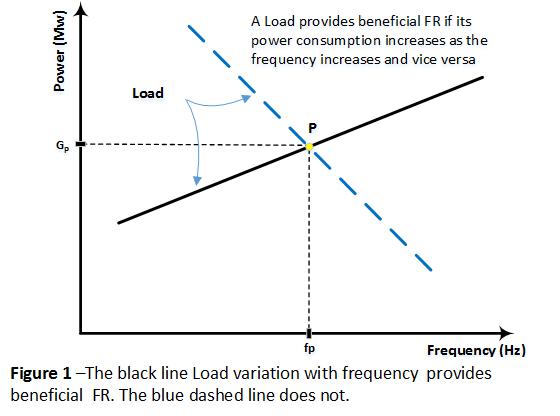 A Load provides beneficial FR if its
power consumption increases as the
frequency increases and vice versa
Power (Mw)
Load
P
Gp
fp
Frequency (Hz)
Figure 1 –The black line Load variation with frequency provides
beneficial FR. The blue dashed line does not.